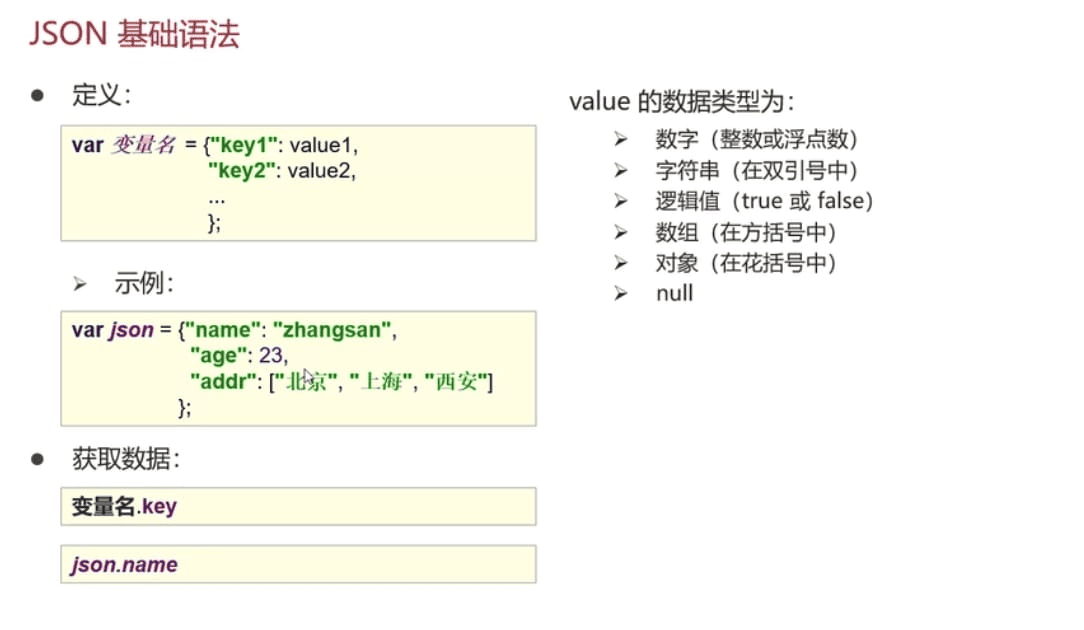 JSON 基础语法
定义：
var 变量名 = {"key1": value1,
"key2": value2,
...
};
示例：
var json = {"name": "zhangsan",
"age": 23,
"addr": ["北京", "上海", "西安"]
};
获取数据：
变量名.key
json.name
value 的数据类型为：
数字（整数或浮点数）
字符串（在双引号中）
逻辑值（true 或 false）
数组（在方括号中）
对象（在花括号中）
null